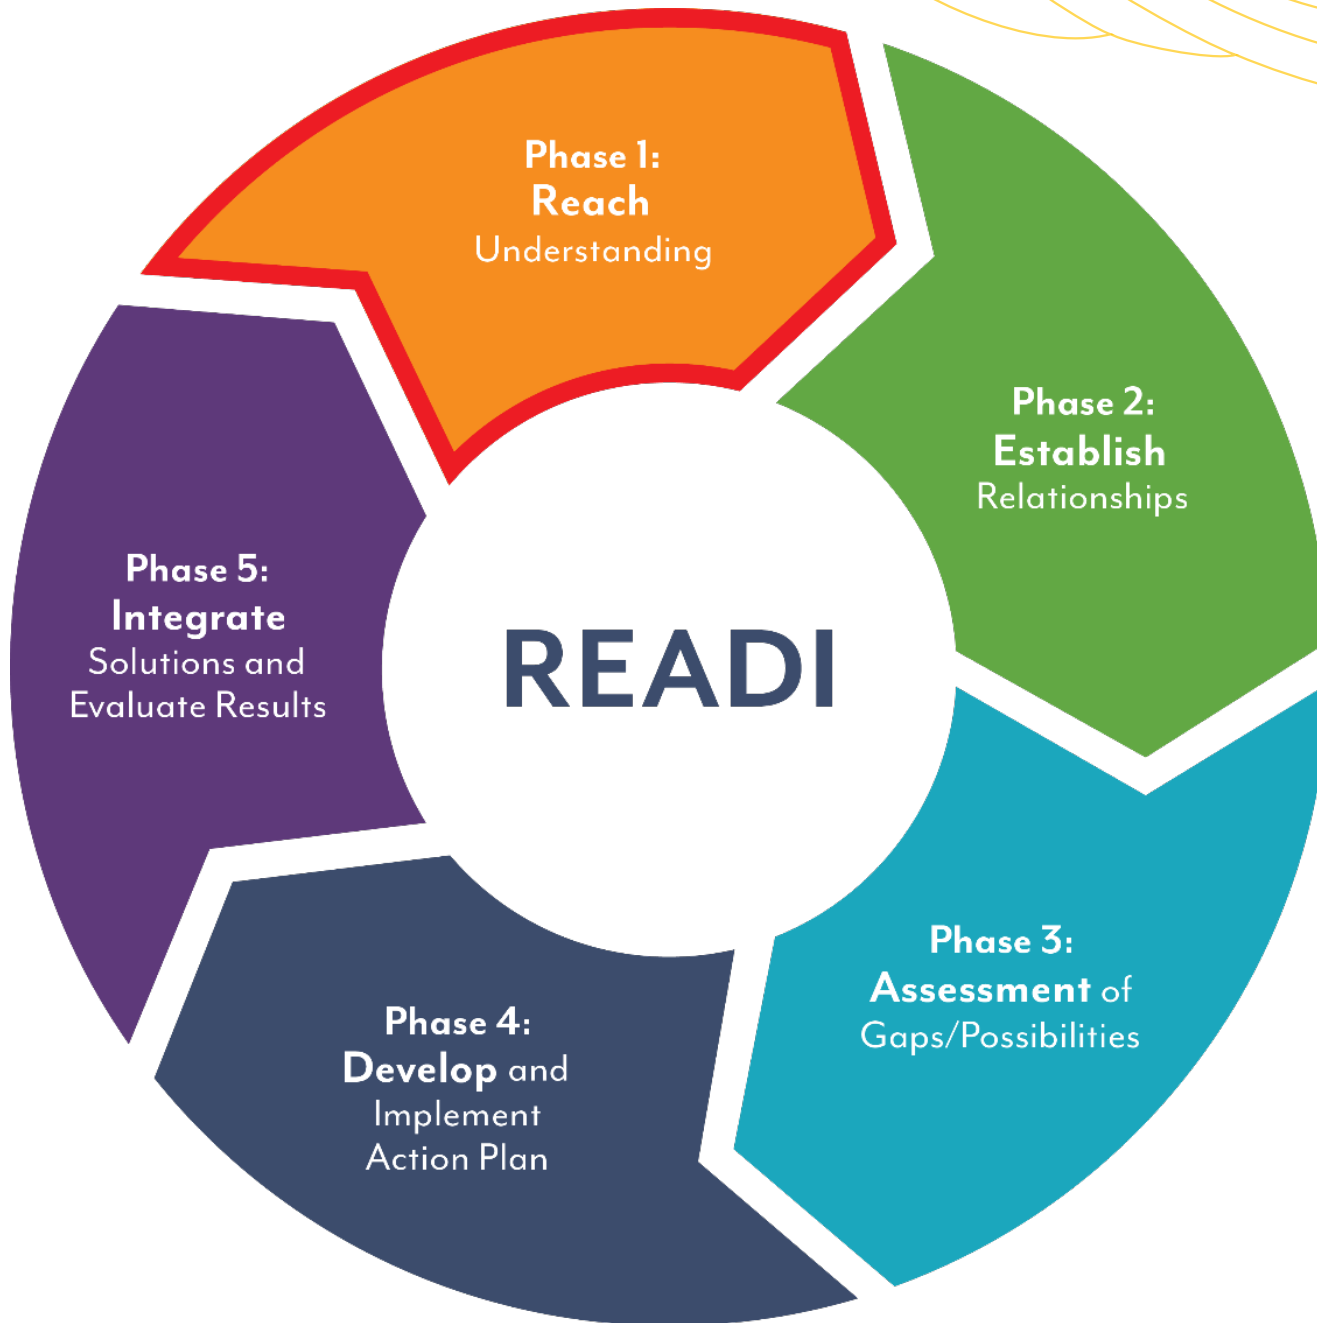 Phase 1:
Reach
Understanding
Phase 2:
Establish
Relationships
Phase 3:
Assessment of
Gaps/Possibilities
Phase 4:
Develop and
Implement
Action Plan
Phase 5:
Integrate
Solutions and
Evaluate Results
READI